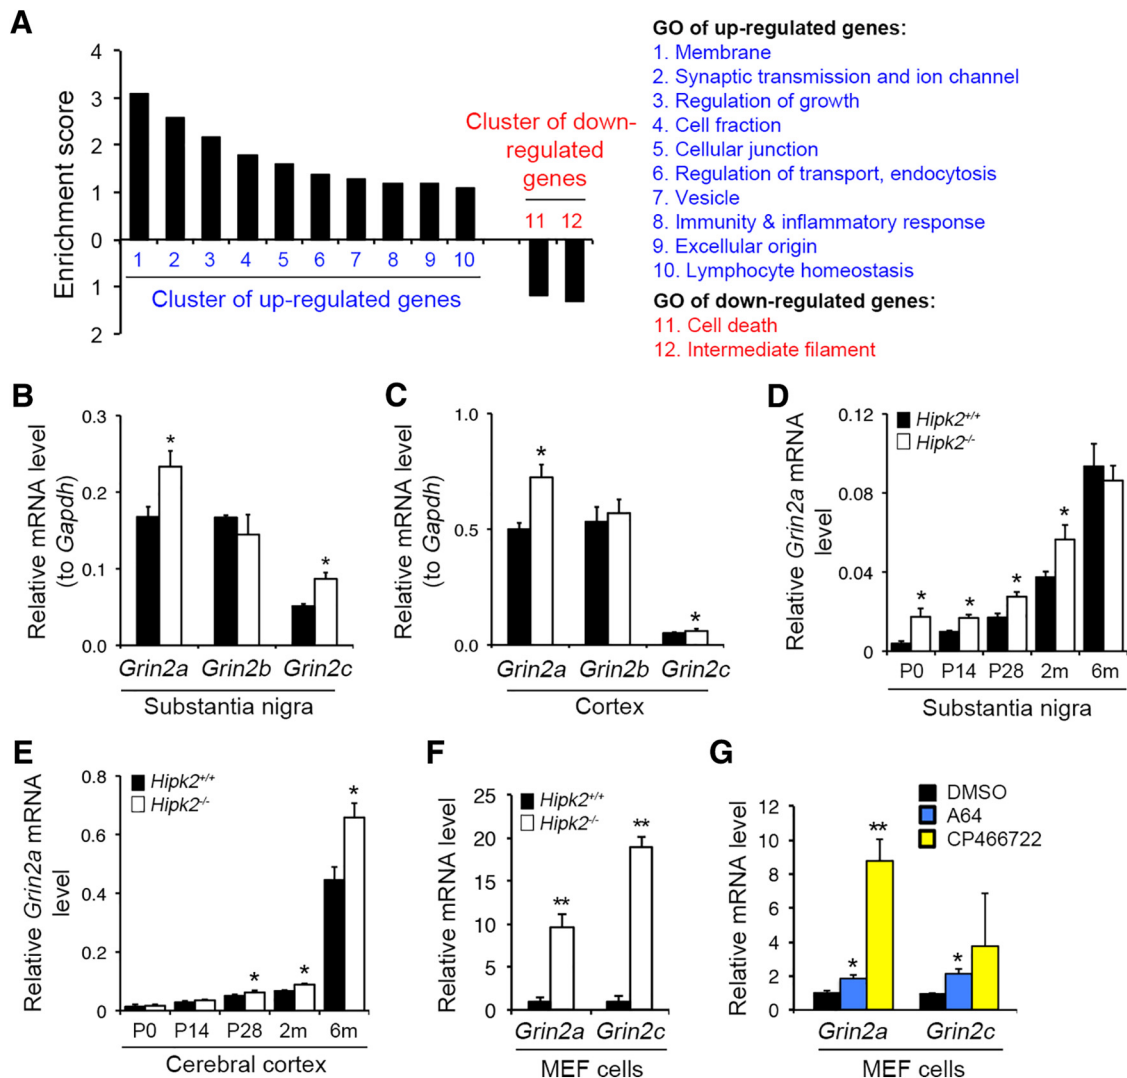 A
Enrichment score
4
3
2
1
0
1
2
1 2 3 4 5 6 7 8 9 10
Cluster of up-regulated genes
Cluster of down-
regulated
genes
11 12
GO of up-regulated genes:
1. Membrane
2. Synaptic transmission and ion channel
3. Regulation of growth
4. Cell fraction
5. Cellular junction
6. Regulation of transport, endocytosis
7. Vesicle
8. Immunity & inflammatory response
9. Excellular origin
10. Lymphocyte homeostasis
GO of down-regulated genes:
11. Cell death
12. Intermediate filament
B
Relative mRNA level
(to Gapdh)
0.3
0.2
0.1
0.0
* *
Grin2a Grin2b Grin2c
Substantia nigra
C
Relative mRNA level
(to Gapdh)
1.0
0.5
0.0
* *
Grin2a Grin2b Grin2c
Cortex
D
Relative Grin2a mRNA
level
0.12
0.08
0.04
0
Hipk2+/+
Hipk2-/-
* * * *
P0 P14 P28 2m 6m
Substantia nigra
E
Relative Grin2a mRNA
level
0.8
0.6
0.4
0.2
0
Hipk2+/+
Hipk2-/-
* * *
P0 P14 P28 2m 6m
Cerebral cortex
F
Relative mRNA level
25
20
15
10
5
0
Hipk2+/+
Hipk2-/-
** **
Grin2a Grin2c
MEF cells
G
Relative mRNA level
12
10
8
6
4
2
0
DMSO
A64
CP466722
* ** *
Grin2a Grin2c
MEF cells